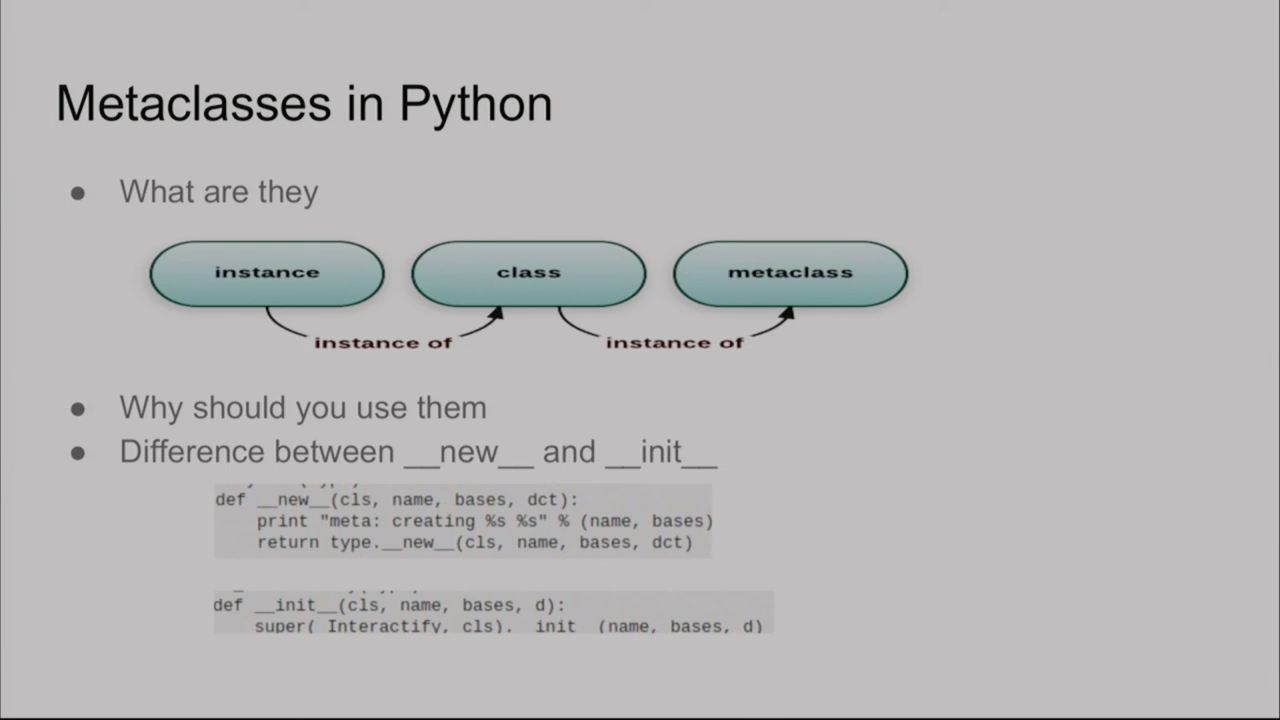 Metaclasses in Python
● What are they
instance class metaclass
instance of instance of
● Why should you use them
● Difference between __new__ and __init__
def __new__(cls, name, bases, dct):
print "meta: creating %s %s" % (name, bases)
return type.__new__(cls, name, bases, dct)
def __init__(cls, name, bases, d):
super(_Interactify, cls).__init__(name, bases, d)